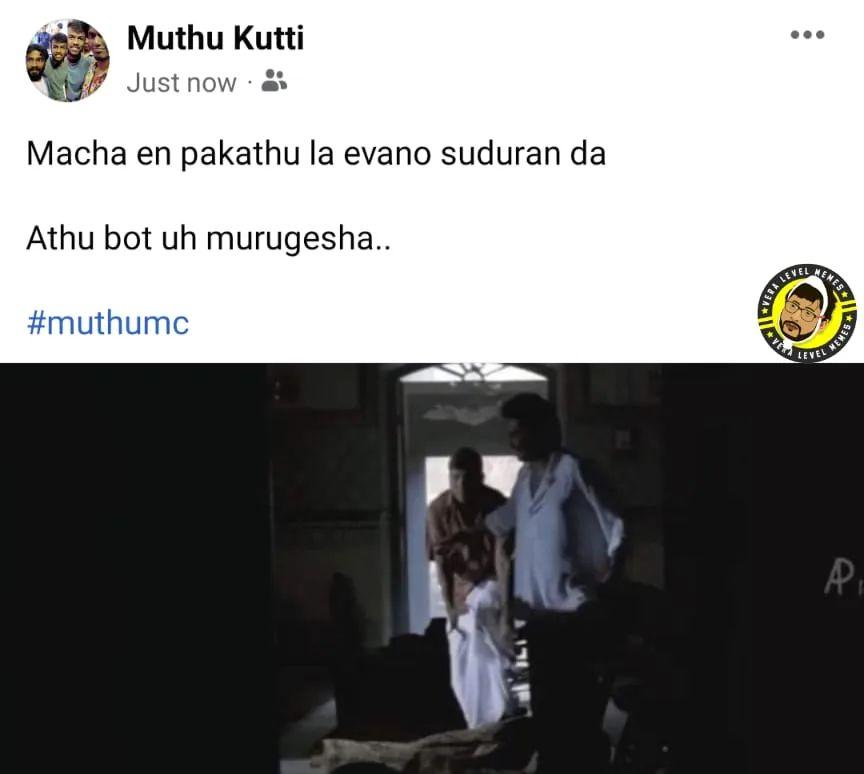 Muthu Kutti
Just now ·
Macha en pakathu la evano suduran da
Athu bot uh murugesha..
#muthumc
VERA LEVEL MEMES
VERA LEVEL MEMES
AP